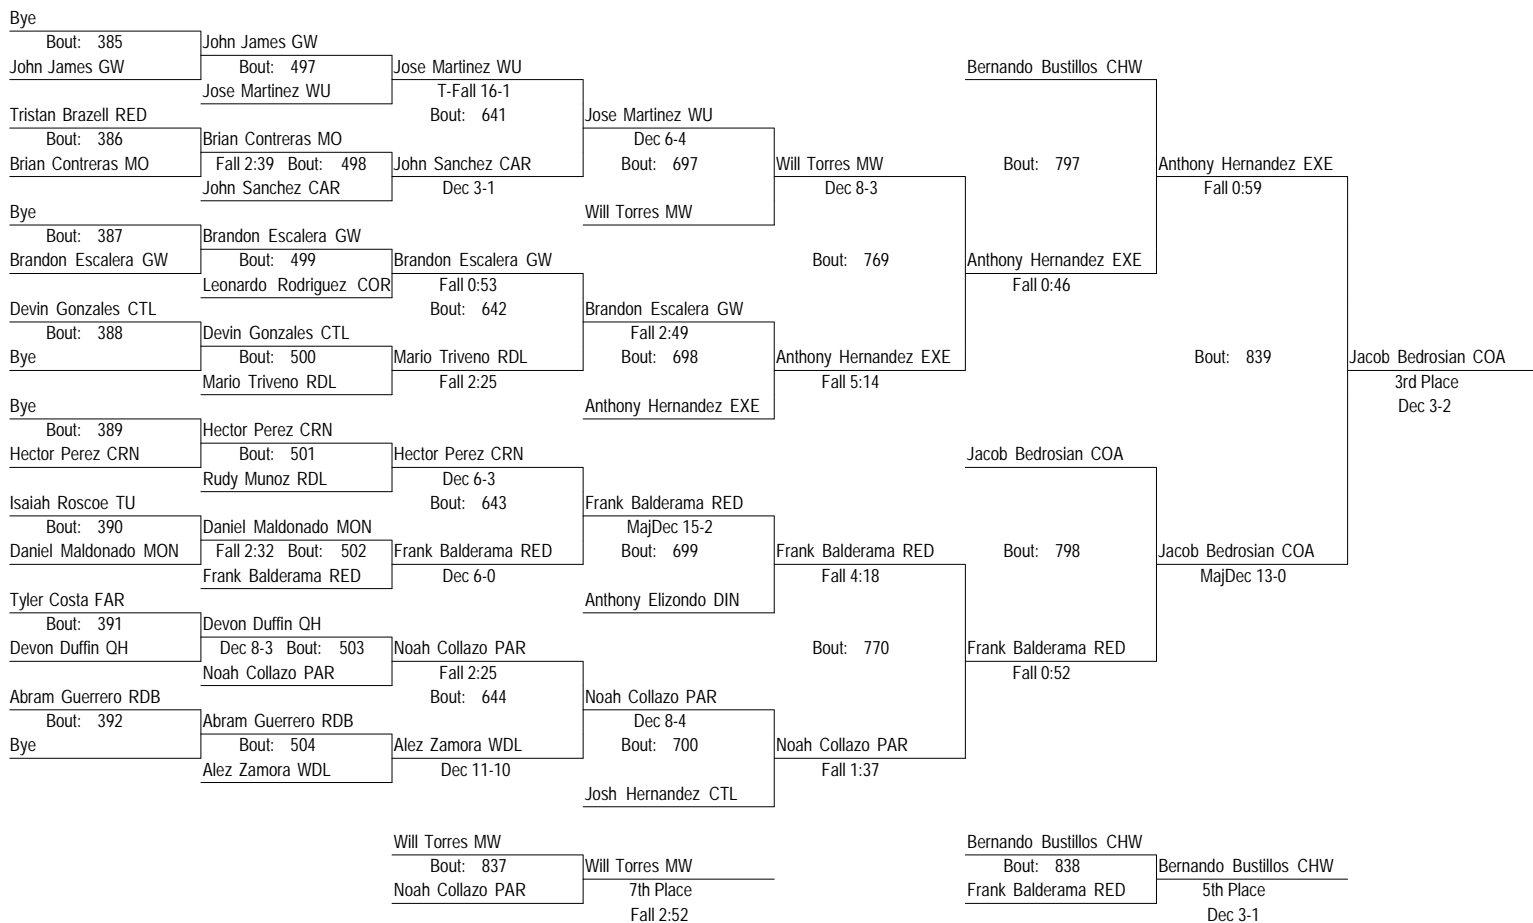 Bye
Bout: 385 John James GW
John James GW Bout: 497 Jose Martinez WU Bernando Bustillos CHW
Jose Martinez WU T-Fall 16-1
Tristan Brazell RED Bout: 641 Jose Martinez WU
Bout: 386 Brian Contreras MO Dec 6-4
Brian Contreras MO Fall 2:39 Bout: 498 John Sanchez CAR Bout: 697 Will Torres MW Bout: 797 Anthony Hernandez EXE
John Sanchez CAR Dec 3-1 Dec 8-3 Fall 0:59
Bye Will Torres MW
Bout: 387 Brandon Escalera GW
Brandon Escalera GW Bout: 499 Brandon Escalera GW Bout: 769 Anthony Hernandez EXE
Leonardo Rodriguez COR Fall 0:53 Fall 0:46
Devin Gonzales CTL Bout: 642 Brandon Escalera GW
Bout: 388 Devin Gonzales CTL Fall 2:49
Bye Bout: 500 Mario Triveno RDL Bout: 698 Anthony Hernandez EXE Bout: 839 Jacob Bedrosian COA
Mario Triveno RDL Fall 2:25 Fall 5:14 3rd Place
Bye Anthony Hernandez EXE Dec 3-2
Bout: 389 Hector Perez CRN
Hector Perez CRN Bout: 501 Hector Perez CRN Jacob Bedrosian COA
Rudy Munoz RDL Dec 6-3
Isaiah Roscoe TU Bout: 643 Frank Balderama RED
Bout: 390 Daniel Maldonado MON MajDec 15-2
Daniel Maldonado MON Fall 2:32 Bout: 502 Frank Balderama RED Bout: 699 Frank Balderama RED Bout: 798 Jacob Bedrosian COA
Frank Balderama RED Dec 6-0 Fall 4:18 MajDec 13-0
Tyler Costa FAR Anthony Elizondo DIN
Bout: 391 Devon Duffin QH
Devon Duffin QH Dec 8-3 Bout: 503 Noah Collazo PAR Bout: 770 Frank Balderama RED
Noah Collazo PAR Fall 2:25 Fall 0:52
Abram Guerrero RDB Bout: 644 Noah Collazo PAR
Bout: 392 Abram Guerrero RDB Dec 8-4
Bye Bout: 504 Alez Zamora WDL Bout: 700 Noah Collazo PAR
Alez Zamora WDL Dec 11-10 Fall 1:37
Josh Hernandez CTL
Will Torres MW Bernando Bustillos CHW
Bout: 837 Will Torres MW Bout: 838 Bernando Bustillos CHW
Noah Collazo PAR 7th Place Frank Balderama RED 5th Place
Fall 2:52 Dec 3-1